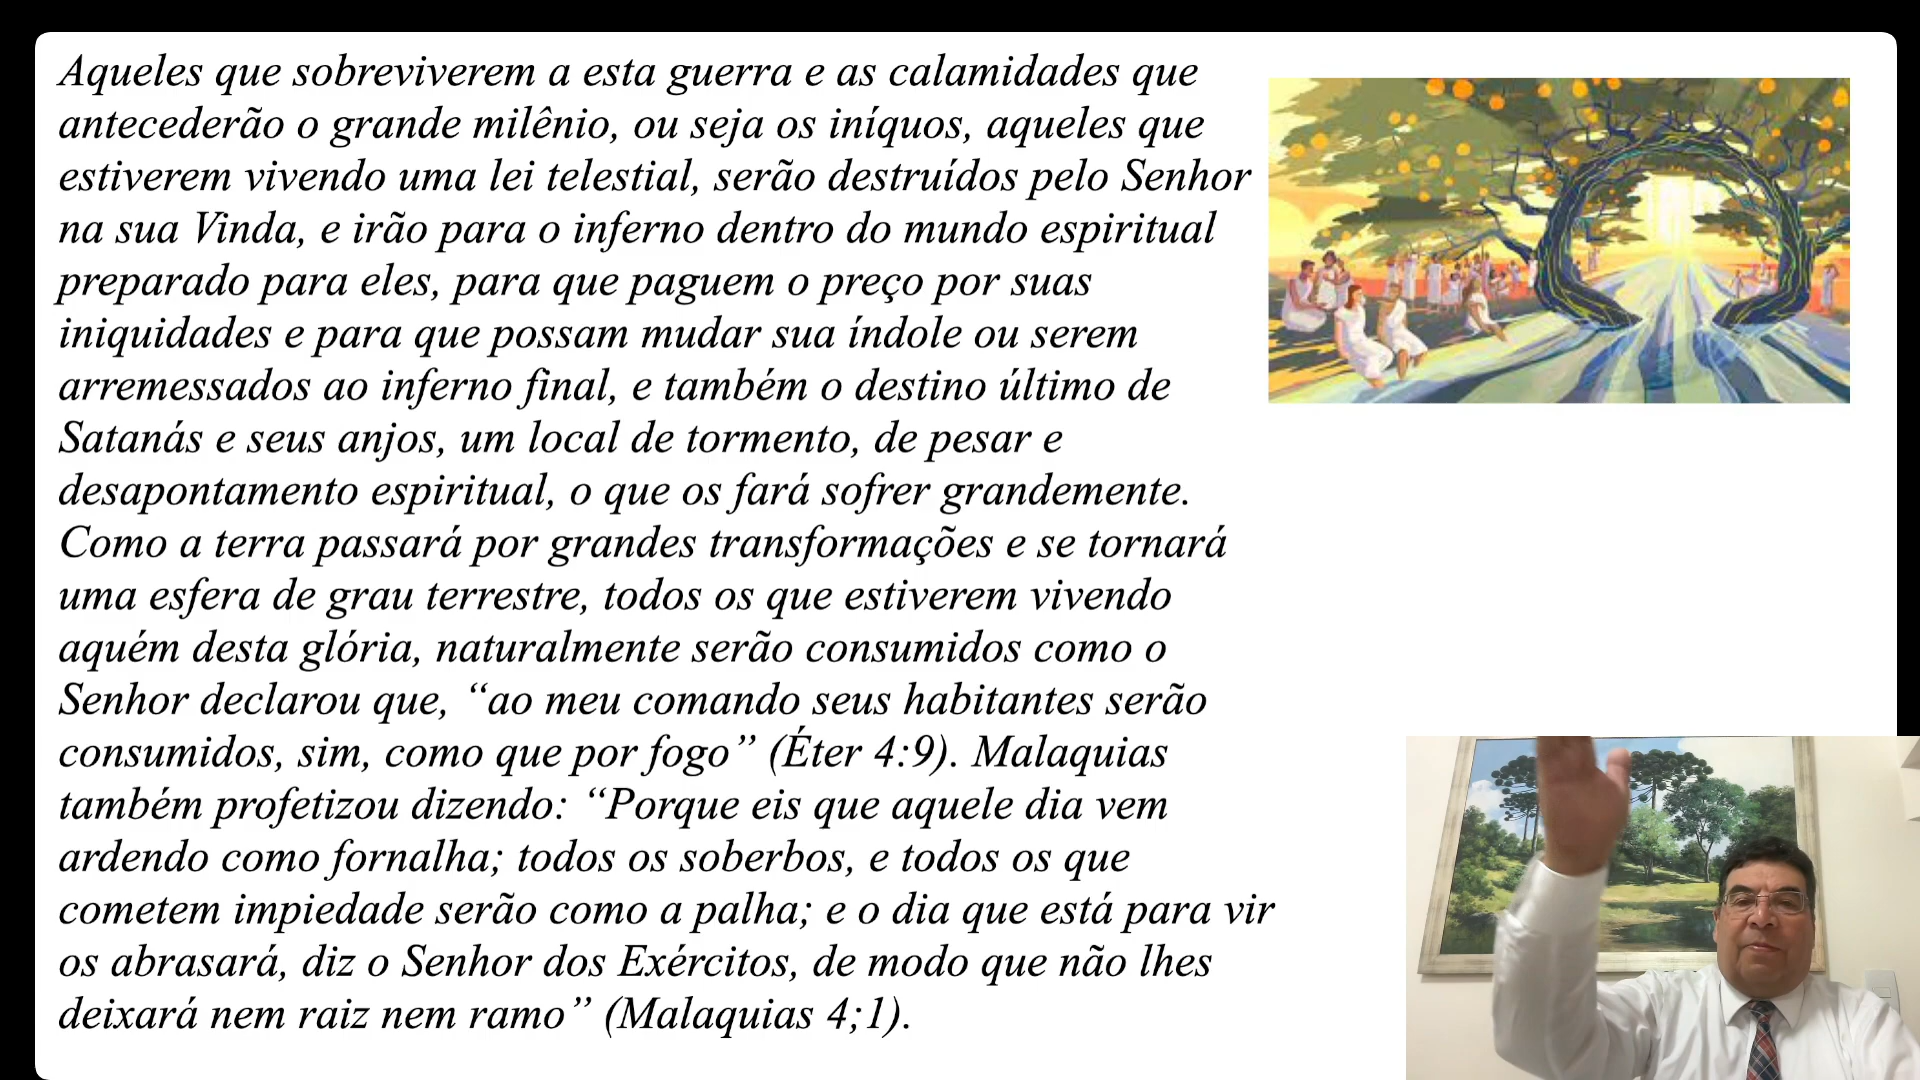 Aqueles que sobreviverem a esta guerra e as calamidades que
antecederão o grande milênio, ou seja os iníquos, aqueles que
estiverem vivendo uma lei telestial, serão destruídos pelo Senhor
na sua Vinda, e irão para o inferno dentro do mundo espiritual
preparado para eles, para que paguem o preço por suas
iniquidades e para que possam mudar sua índole ou serem
arremessados ao inferno final, e também o destino último de
Satanás e seus anjos, um local de tormento, de pesar e
desapontamento espiritual, o que os fará sofrer grandemente.
Como a terra passará por grandes transformações e se tornará
uma esfera de grau terrestre, todos os que estiverem vivendo
aquém desta glória, naturalmente serão consumidos como o
Senhor declarou que, “ao meu comando seus habitantes serão
consumidos, sim, como que por fogo” (Éter 4:9). Malaquias
também profetizou dizendo: “Porque eis que aquele dia vem
ardendo como fornalha; todos os soberbos, e todos os que
cometem impiedade serão como a palha; e o dia que está para vir
os abrasará, diz o Senhor dos Exércitos, de modo que não lhes
deixará nem raiz nem ramo” (Malaquias 4;1).